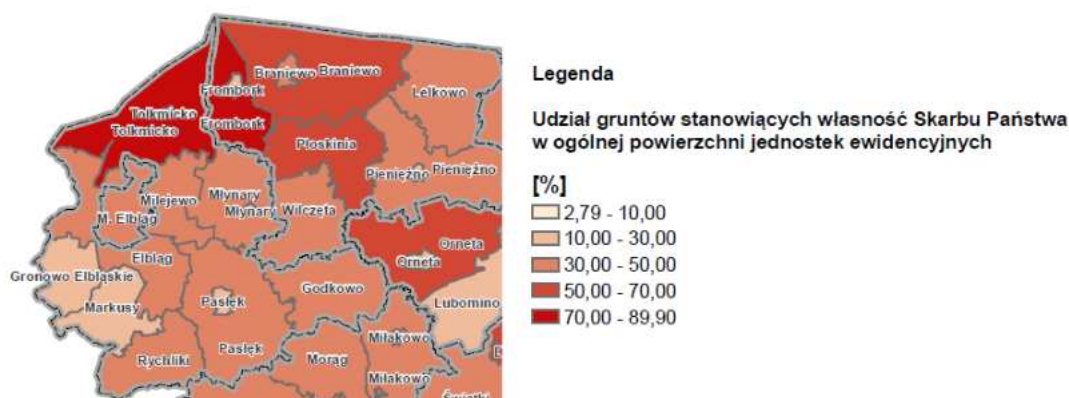 Braniewo Braniewo
Lelkowo
Frombork
Tolkmicko
Tolkmicko
Frombork
Płoskinia
Pieniężno
Pieniężno
Młynary
Milejewo
Młynary
Wilczęta
M. Elbląg
Orneta
Orneta
Elbląg
Gronowo Elbląskie
Godkowo
Markusy
Pasłęk
Lubomino
Miłakowo
Pasłęk
Rychliki
Morąg
Miłakowo
Świątki
Legenda
Udział gruntów stanowiących własność Skarbu Państwa
w ogólnej powierzchni jednostek ewidencyjnych
[%]
2,79 - 10,00
10,00 - 30,00
30,00 - 50,00
50,00 - 70,00
70,00 - 89,90